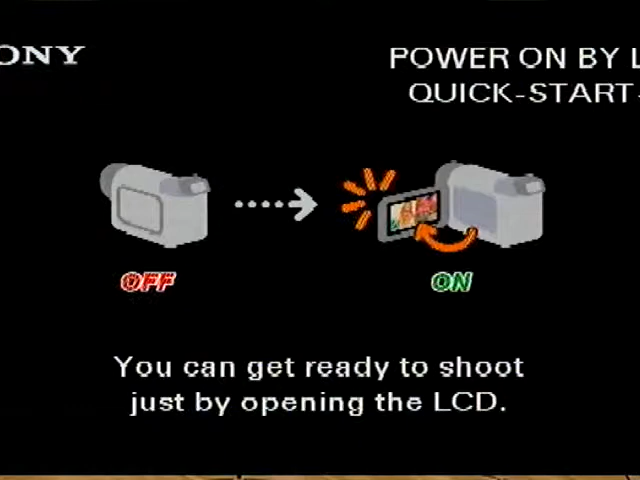 ONY
POWER ON BY L
QUICK-START-
OFF
ON
You can get ready to shoot
just by opening the LCD.